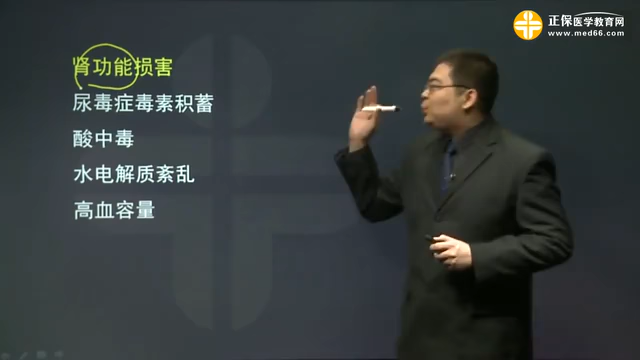 正保医学教育网
www.med66.com
肾功能损害
尿毒症毒素积蓄
酸中毒
水电解质紊乱
高血容量